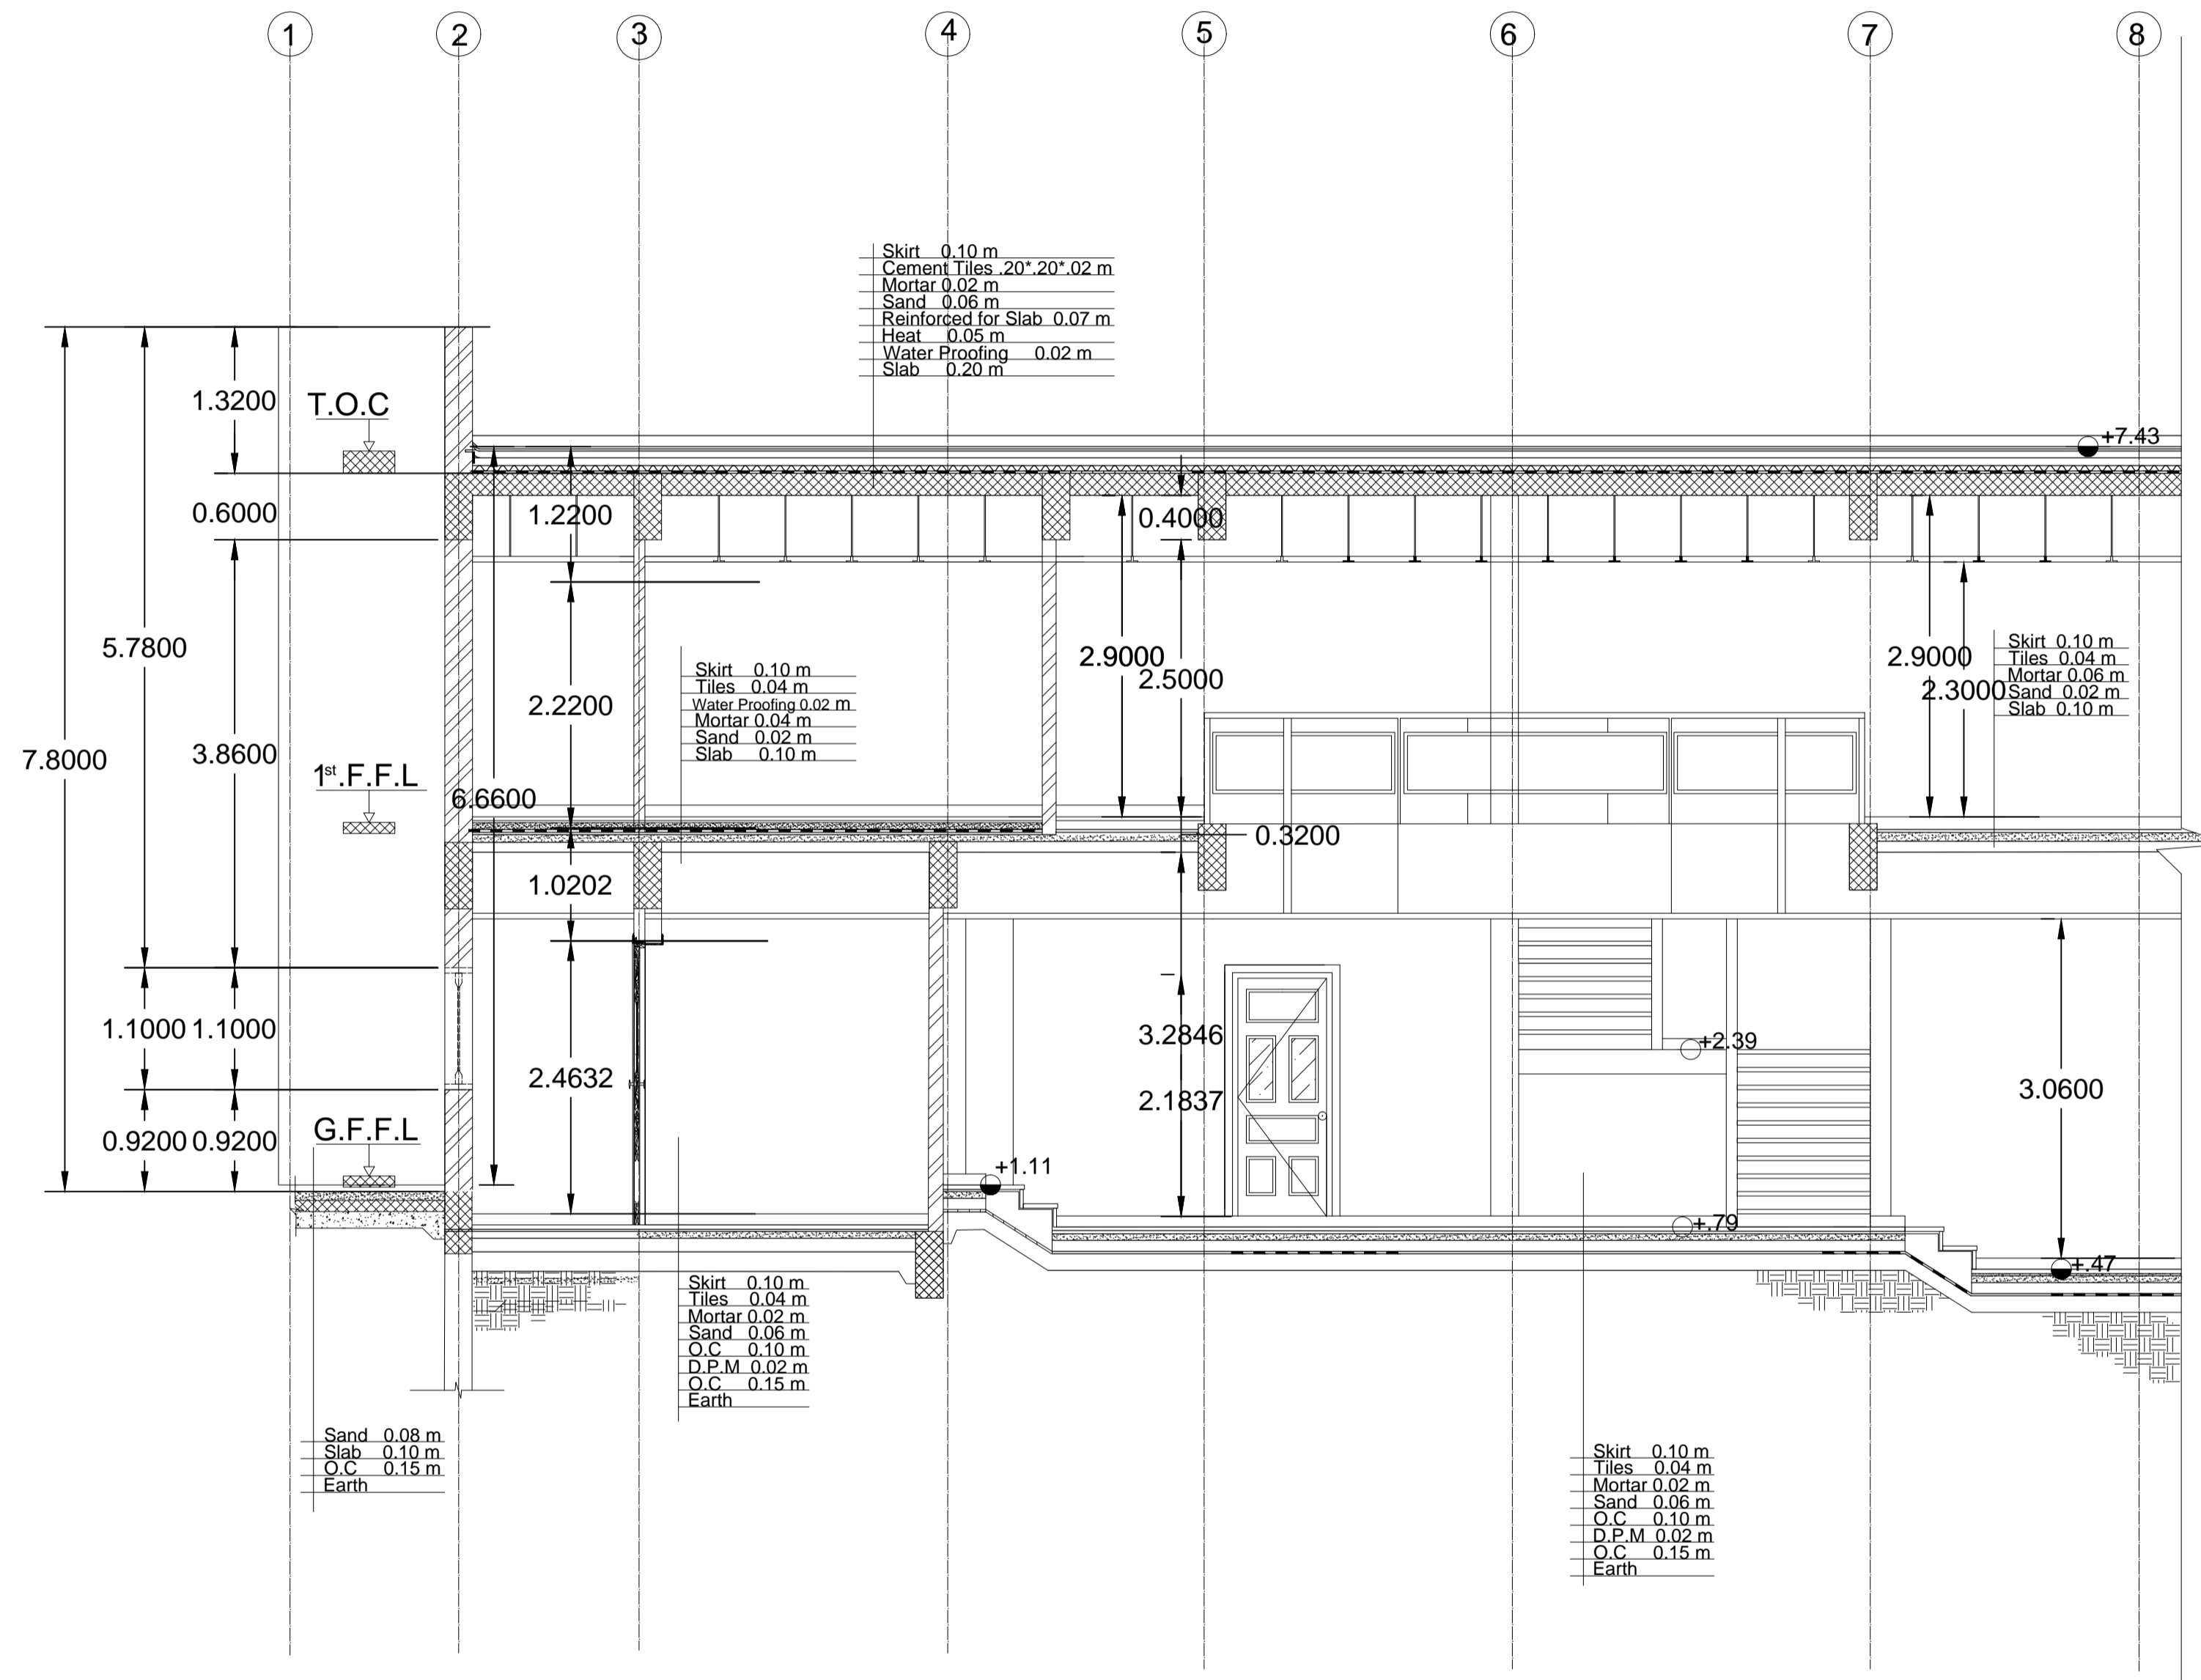 1 2 3 4 5 6 7 8
Skirt 0.10 m
Cement Tiles .20*.20*.02 m
Mortar 0.02 m
Sand 0.06 m
Reinforced for Slab 0.07 m
Heat 0.05 m
Water Proofing 0.02 m
Slab 0.20 m
1.3200
T.O.C
+7.43
0.6000
1.2200
0.4000
5.7800
2.9000
2.5000
2.9000
2.3000
Skirt 0.10 m
Tiles 0.04 m
Mortar 0.06 m
Sand 0.02 m
Slab 0.10 m
Skirt 0.10 m
Tiles 0.04 m
Water Proofing 0.02 m
Mortar 0.04 m
Sand 0.02 m
Slab 0.10 m
2.2200
7.8000
3.8600
1st.F.F.L
6.6600
0.3200
1.0202
1.1000 1.1000
3.2846
+2.39
2.4632
2.1837
3.0600
0.9200 0.9200
G.F.F.L
+1.11
+.79
+.47
Skirt 0.10 m
Tiles 0.04 m
Mortar 0.02 m
Sand 0.06 m
O.C 0.10 m
D.P.M 0.02 m
O.C 0.15 m
Earth
Sand 0.08 m
Slab 0.10 m
O.C 0.15 m
Earth
Skirt 0.10 m
Tiles 0.04 m
Mortar 0.02 m
Sand 0.06 m
O.C 0.10 m
D.P.M 0.02 m
O.C 0.15 m
Earth